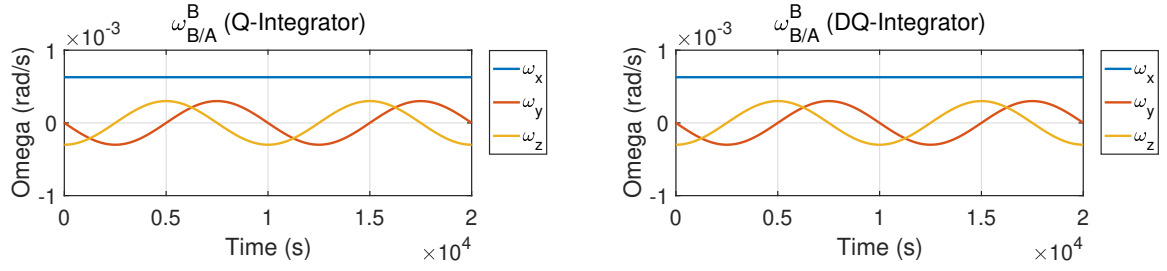 ω^B_{B/A} (Q-Integrator)
×10^-3
1
0
-1
Omega (rad/s)
0
0.5
1
1.5
2
Time (s)
×10^4
ω_x
ω_y
ω_z
ω^B_{B/A} (DQ-Integrator)
×10^-3
1
0
-1
Omega (rad/s)
0
0.5
1
1.5
2
Time (s)
×10^4
ω_x
ω_y
ω_z